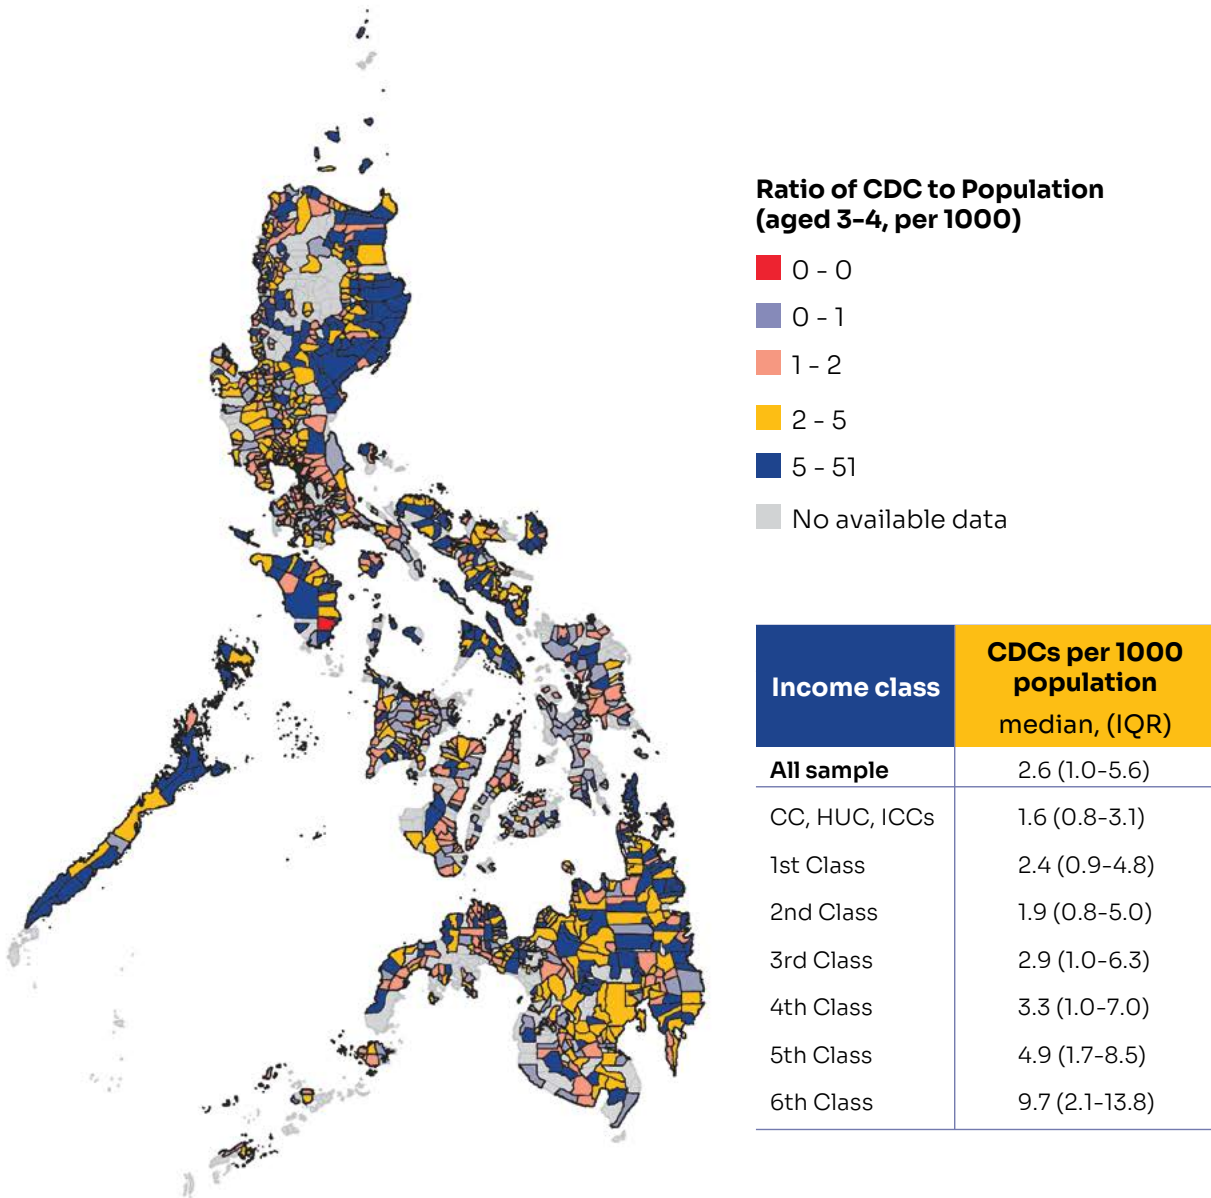 Ratio of CDC to Population
(aged 3-4, per 1000)
0 - 0
0 - 1
1 - 2
2 - 5
5 - 51
No available data
Income class
CDCs per 1000
population
median, (IQR)
All sample 2.6 (1.0-5.6)
CC, HUC, ICCs 1.6 (0.8-3.1)
1st Class 2.4 (0.9-4.8)
2nd Class 1.9 (0.8-5.0)
3rd Class 2.9 (1.0-6.3)
4th Class 3.3 (1.0-7.0)
5th Class 4.9 (1.7-8.5)
6th Class 9.7 (2.1-13.8)